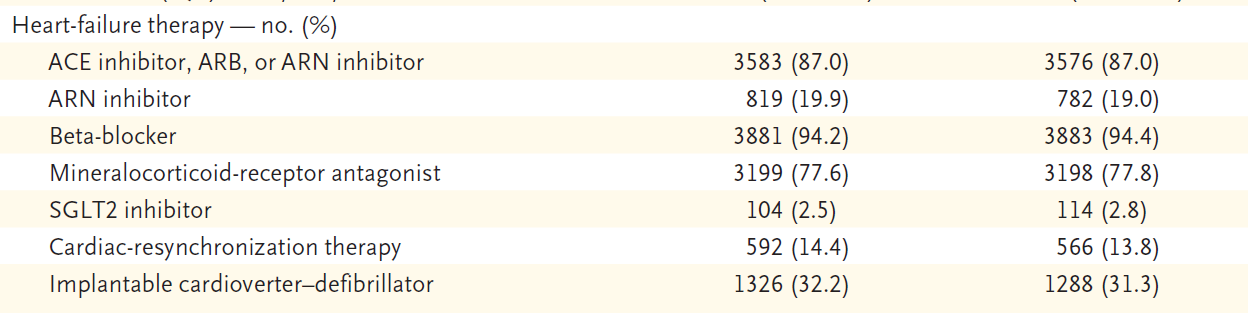 Heart-failure therapy — no. (%)
ACE inhibitor, ARB, or ARN inhibitor 3583 (87.0) 3576 (87.0)
ARN inhibitor 819 (19.9) 782 (19.0)
Beta-blocker 3881 (94.2) 3883 (94.4)
Mineralocorticoid-receptor antagonist 3199 (77.6) 3198 (77.8)
SGLT2 inhibitor 104 (2.5) 114 (2.8)
Cardiac-resynchronization therapy 592 (14.4) 566 (13.8)
Implantable cardioverter–defibrillator 1326 (32.2) 1288 (31.3)